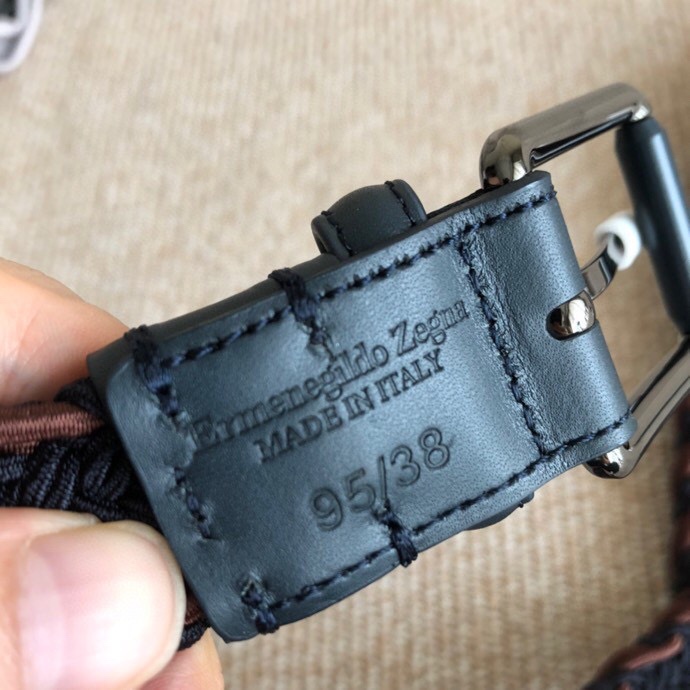 Ermenegildo Zegna
MADE IN ITALY
95/38